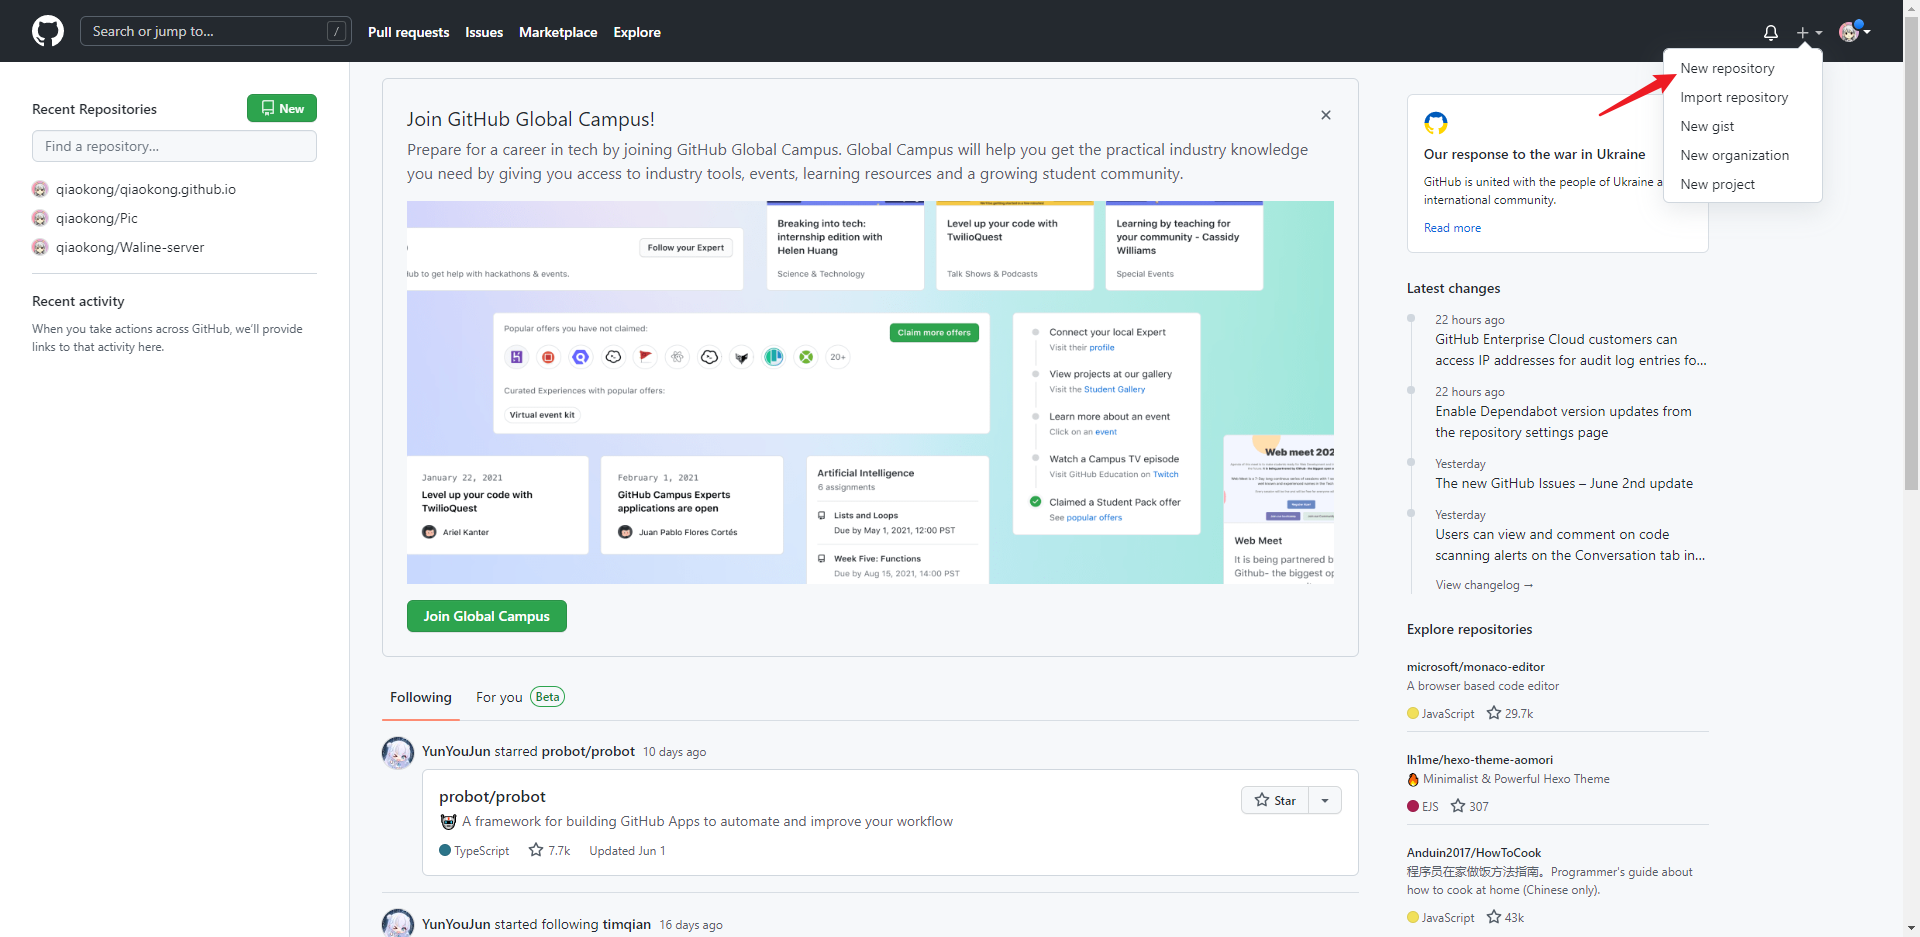 Search or jump to...
/
Pull requests
Issues
Marketplace
Explore
New repository
Import repository
New gist
New organization
New project
Recent Repositories
New
Find a repository...
qiaokong/qiaokong.github.io
qiaokong/Pic
qiaokong/Waline-server
Recent activity
When you take actions across GitHub, we'll provide
links to that activity here.
Join GitHub Global Campus!
Prepare for a career in tech by joining GitHub Global Campus. Global Campus will help you get the practical industry knowledge
you need by giving you access to industry tools, events, learning resources and a growing student community.
Follow your Expert
to get help with hackathons & events.
Breaking into tech:
internship edition with
Helen Huang
Science & Technology
Level up your code with
TwilioQuest
Talk Shows & Podcasts
Learning by teaching for
your community - Cassidy
Williams
Special Events
Popular offers you have not claimed:
Claim more offers
20+
Curated Experiences with popular offers:
Virtual event kit
Connect your local Expert
Visit their profile
View projects at our gallery
Visit the Student Gallery
Learn more about an event
Click on an event
Watch a Campus TV episode
Visit GitHub Education on Twitch
Claimed a Student Pack offer
See popular offers
January 22, 2021
Level up your code with
TwilioQuest
Ariel Kanter
February 1, 2021
GitHub Campus Experts
applications are open
Juan Pablo Flores Cortés
Artificial Intelligence
6 assignments
Lists and Loops
Due by May 1, 2021, 12:00 PST
Week Five: Functions
Due by Aug 15, 2021, 14:00 PST
Web meet 202
Web Meet
It is being partnered b
Github- the biggest op
Join Global Campus
Following
For you
Beta
YunYouJun starred probot/probot 10 days ago
probot/probot
A framework for building GitHub Apps to automate and improve your workflow
TypeScript
7.7k
Updated Jun 1
Star
YunYouJun started following timqian 16 days ago
Our response to the war in Ukraine
GitHub is united with the people of Ukraine a
international community.
Read more
Latest changes
22 hours ago
GitHub Enterprise Cloud customers can
access IP addresses for audit log entries fo...
22 hours ago
Enable Dependabot version updates from
the repository settings page
Yesterday
The new GitHub Issues – June 2nd update
Yesterday
Users can view and comment on code
scanning alerts on the Conversation tab in...
View changelog →
Explore repositories
microsoft/monaco-editor
A browser based code editor
JavaScript
29.7k
lh1me/hexo-theme-aomori
Minimalist & Powerful Hexo Theme
EJS
307
Anduin2017/HowToCook
程序员在家做饭方法指南。Programmer's guide about
how to cook at home (Chinese only).
JavaScript
43k